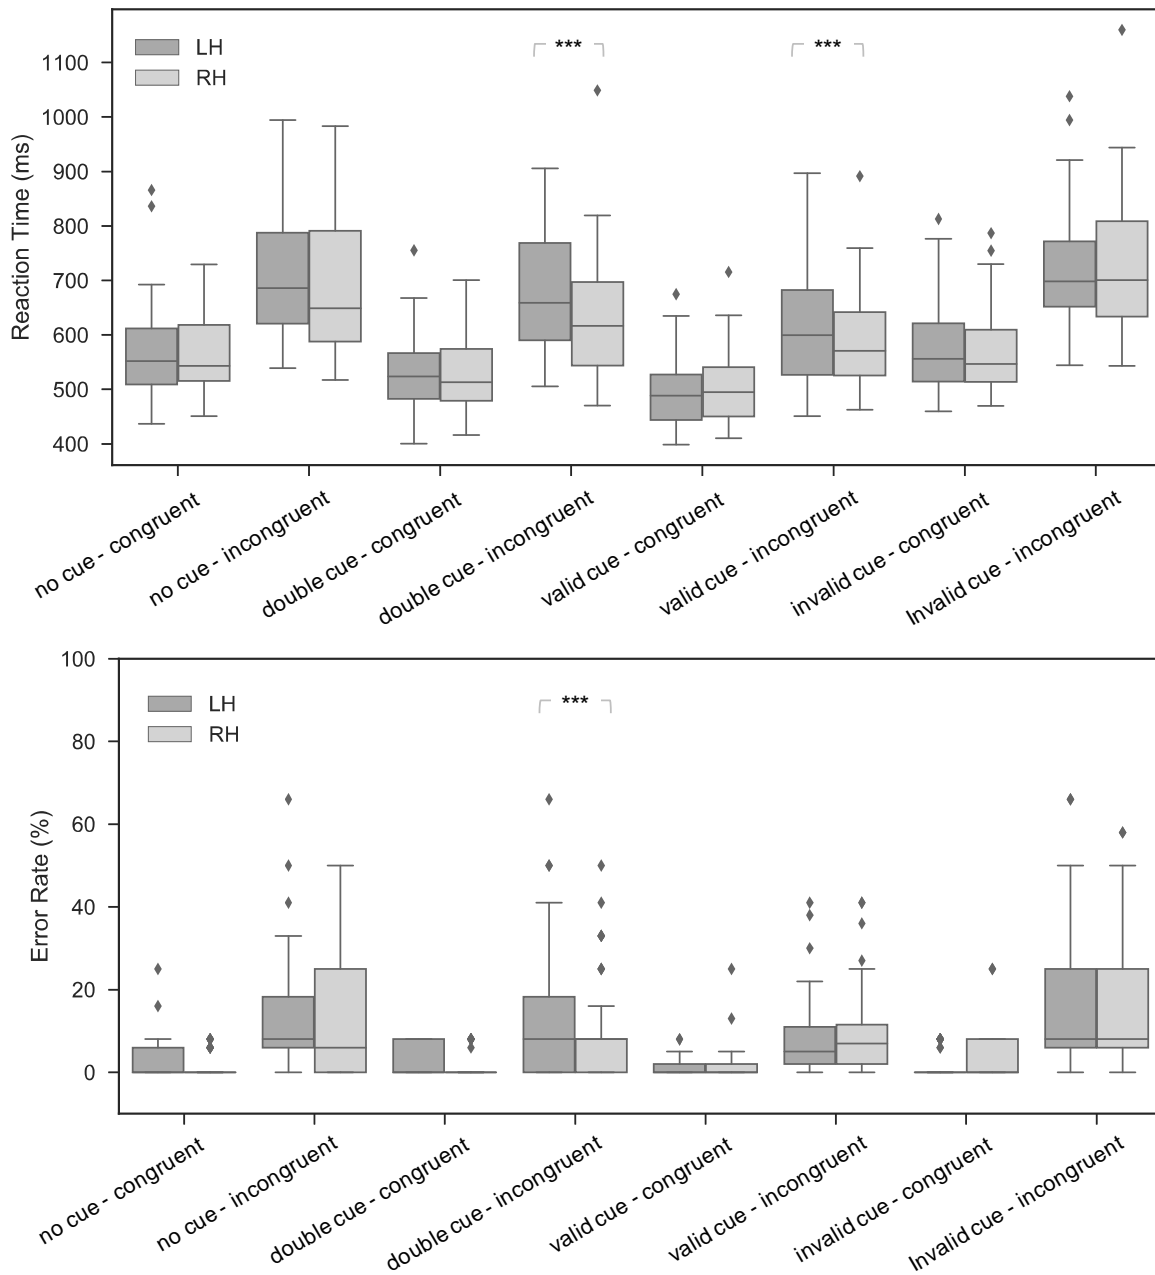 LH
RH
***
***
1100
1000
900
800
700
600
500
400
Reaction Time (ms)
no cue - congruent
no cue - incongruent
double cue - congruent
double cue - incongruent
valid cue - congruent
valid cue - incongruent
invalid cue - congruent
Invalid cue - incongruent
100
80
60
40
20
0
LH
RH
***
Error Rate (%)
no cue - congruent
no cue - incongruent
double cue - congruent
double cue - incongruent
valid cue - congruent
valid cue - incongruent
invalid cue - congruent
Invalid cue - incongruent